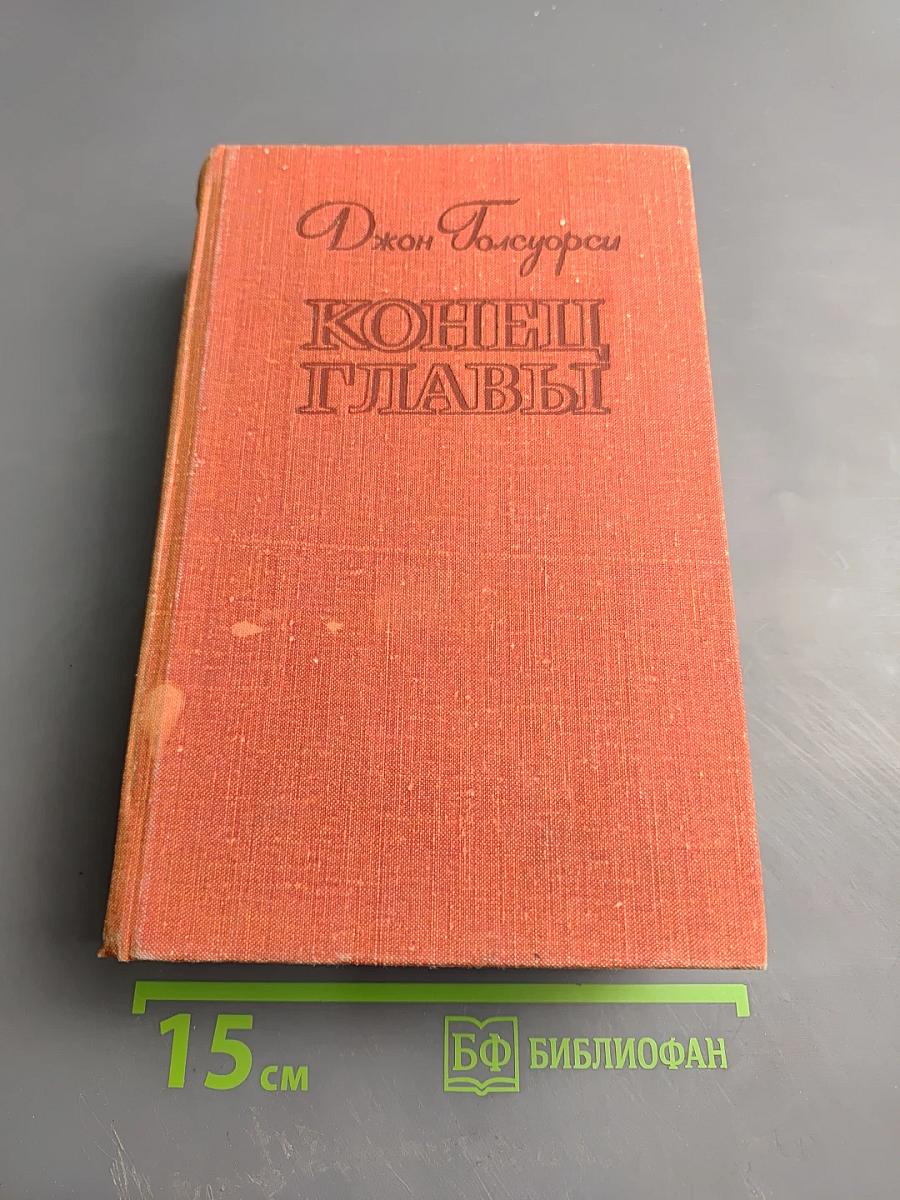 Джон Голсуорси
КОНЕЦ
ГЛАВЫ
15 см
БФ БИБЛИОФАН